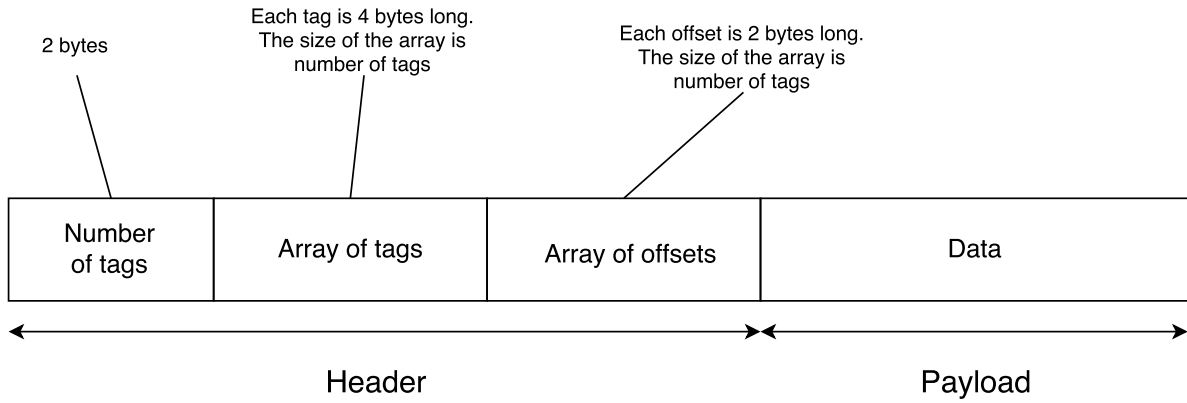 2 bytes
Each tag is 4 bytes long.
The size of the array is
number of tags
Each offset is 2 bytes long.
The size of the array is
number of tags
Number
of tags
Array of tags
Array of offsets
Data
Header
Payload